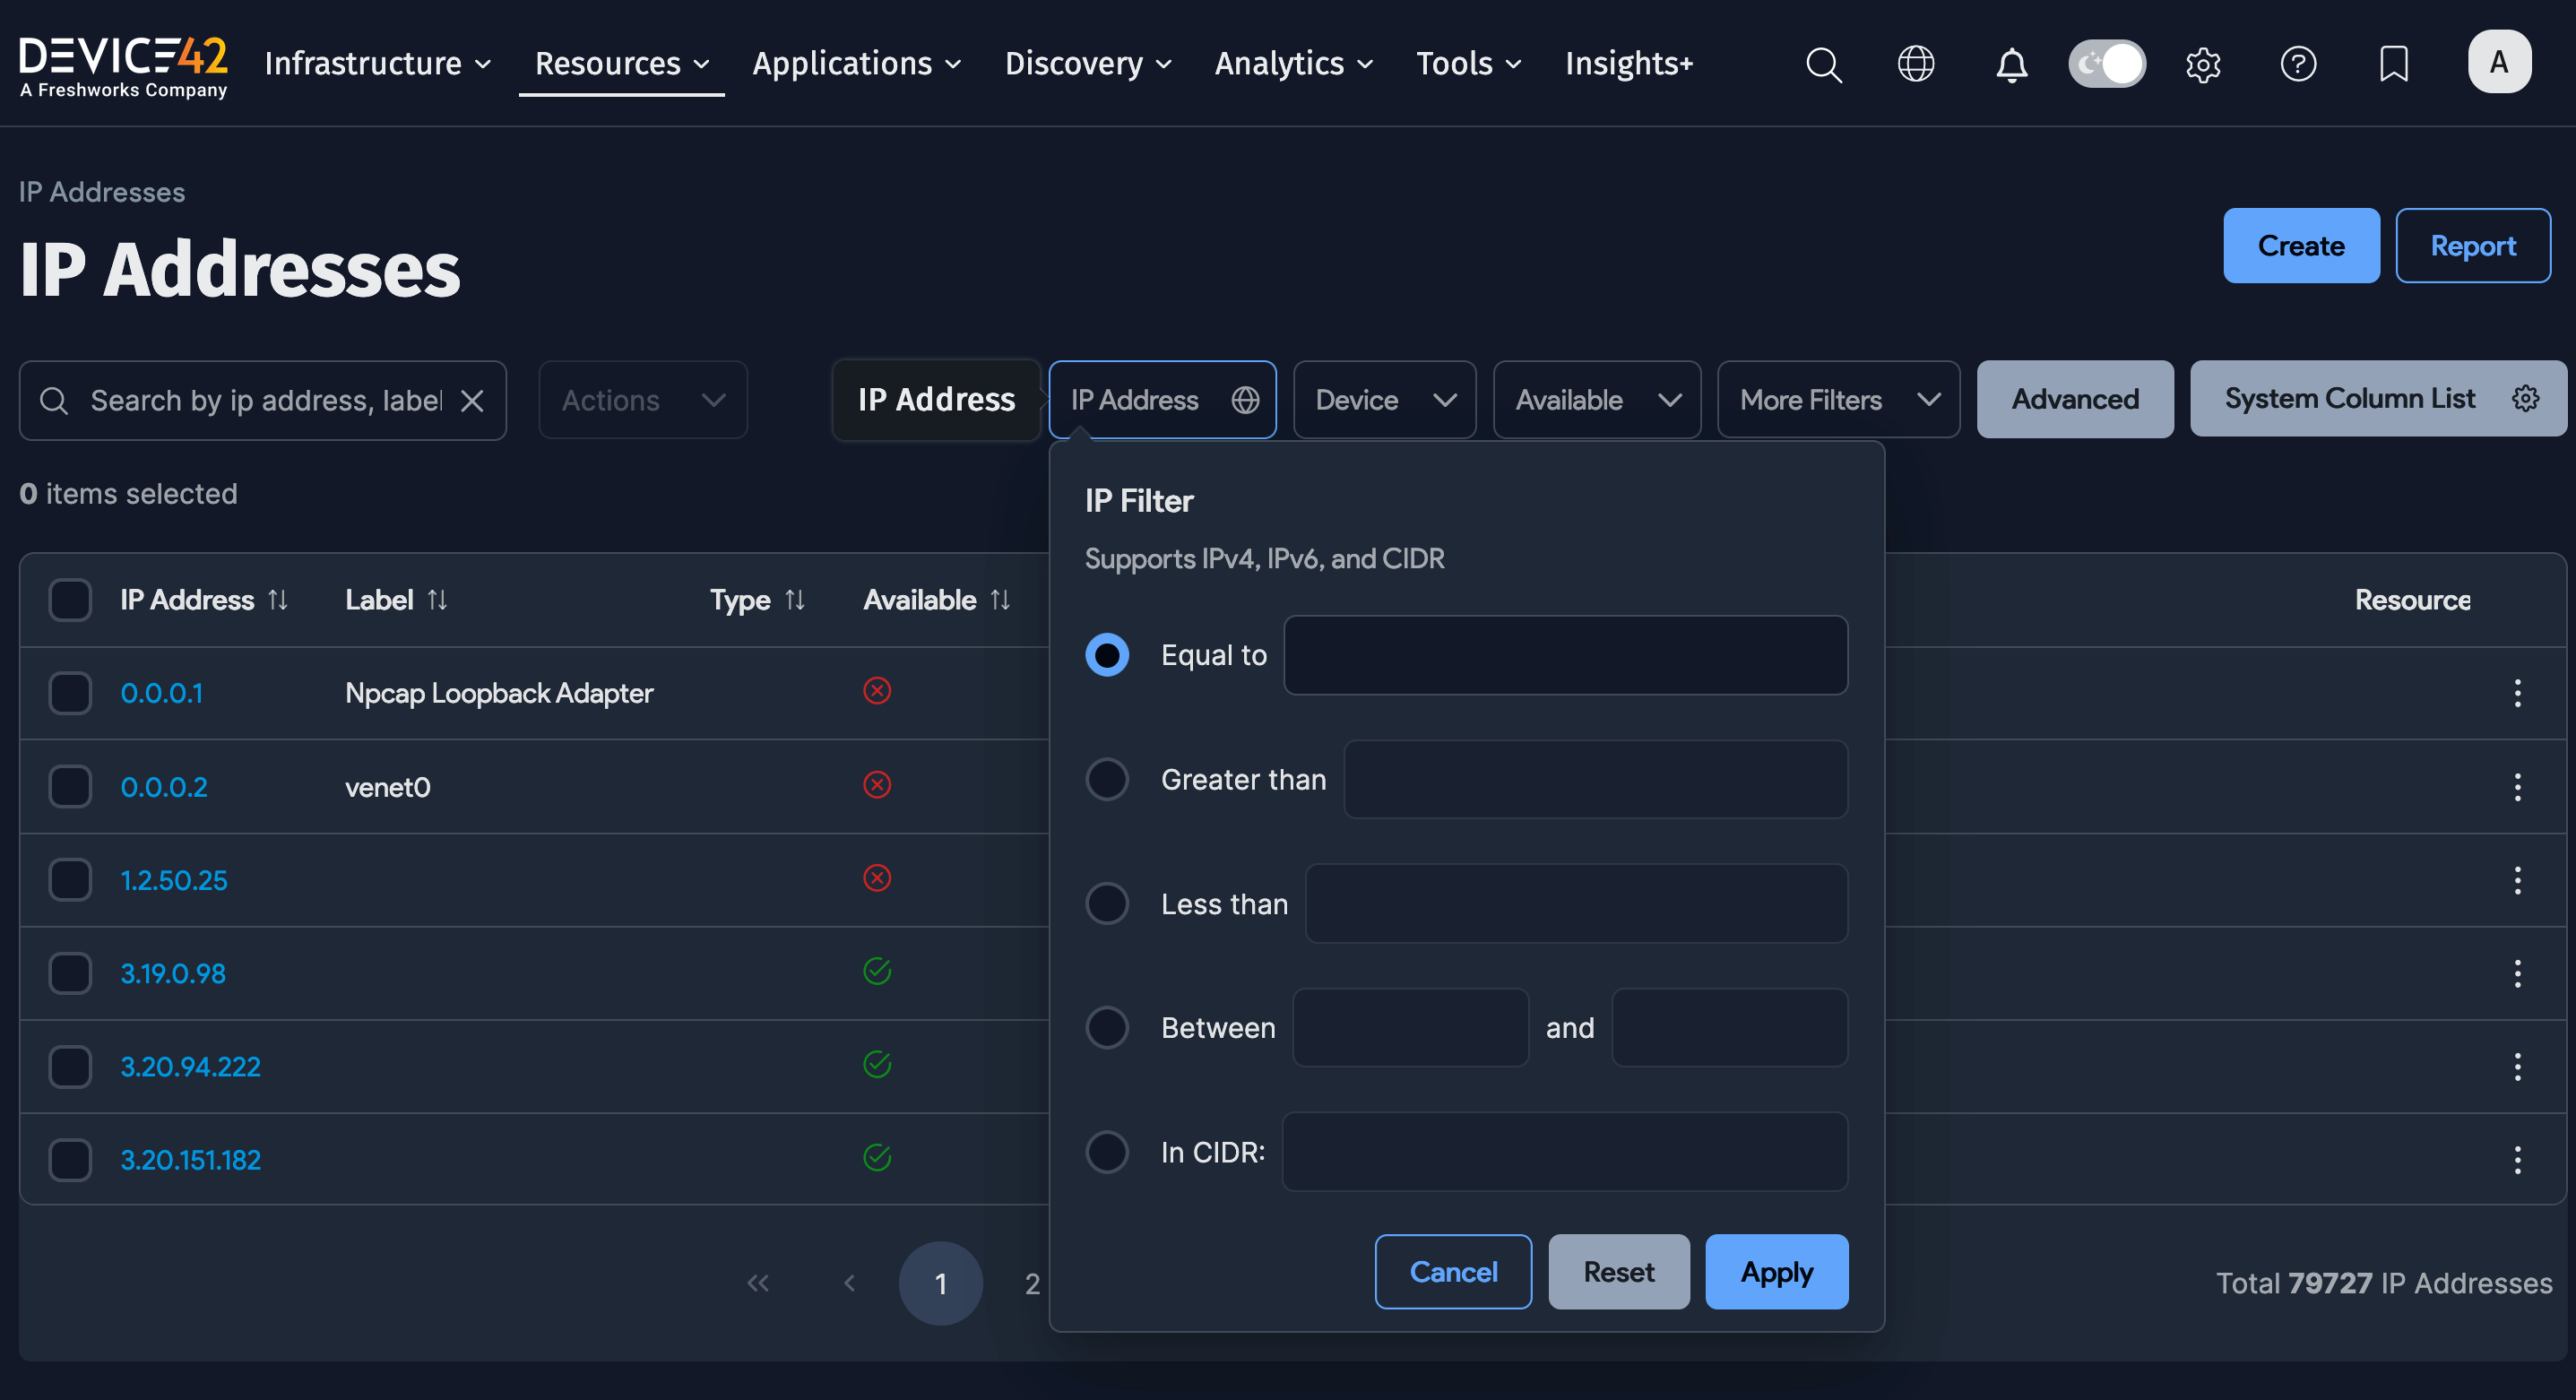 DEVICE42
A Freshworks Company
Infrastructure
Resources
Applications
Discovery
Analytics
Tools
Insights+
A
IP Addresses
IP Addresses
Create
Report
Search by ip address, label
Actions
IP Address
IP Address
Device
Available
More Filters
Advanced
System Column List
0 items selected
IP Filter
Supports IPv4, IPv6, and CIDR
Equal to
Greater than
Less than
Between
and
In CIDR:
Cancel
Reset
Apply
IP Address
Label
Type
Available
Resource
0.0.0.1
Npcap Loopback Adapter
0.0.0.2
venet0
1.2.50.25
3.19.0.98
3.20.94.222
3.20.151.182
1
2
Total 79727 IP Addresses